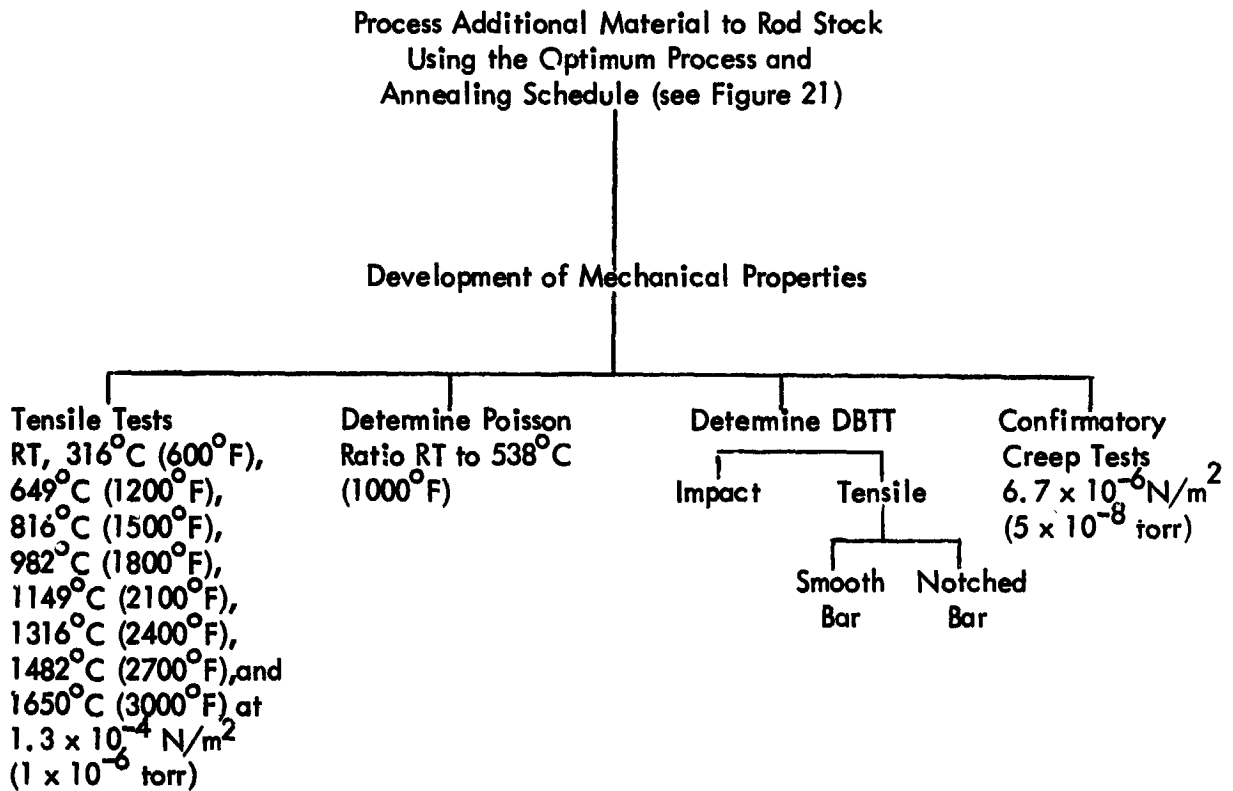 Process Additional Material to Rod Stock
Using the Optimum Process and
Annealing Schedule (see Figure 21)
Development of Mechanical Properties
Tensile Tests
RT, 316°C (600°F),
649°C (1200°F),
816°C (1500°F),
982°C (1800°F),
1149°C (2100°F),
1316°C (2400°F),
1482°C (2700°F),and
1650°C (3000°F) at
1.3 x 10⁻⁴ N/m²
(1 x 10⁻⁶ torr)
Determine Poisson
Ratio RT to 538°C
(1000°F)
Determine DBTT
Impact
Tensile
Smooth
Bar
Notched
Bar
Confirmatory
Creep Tests
6.7 x 10⁻⁶N/m²
(5 x 10⁻⁸ torr)